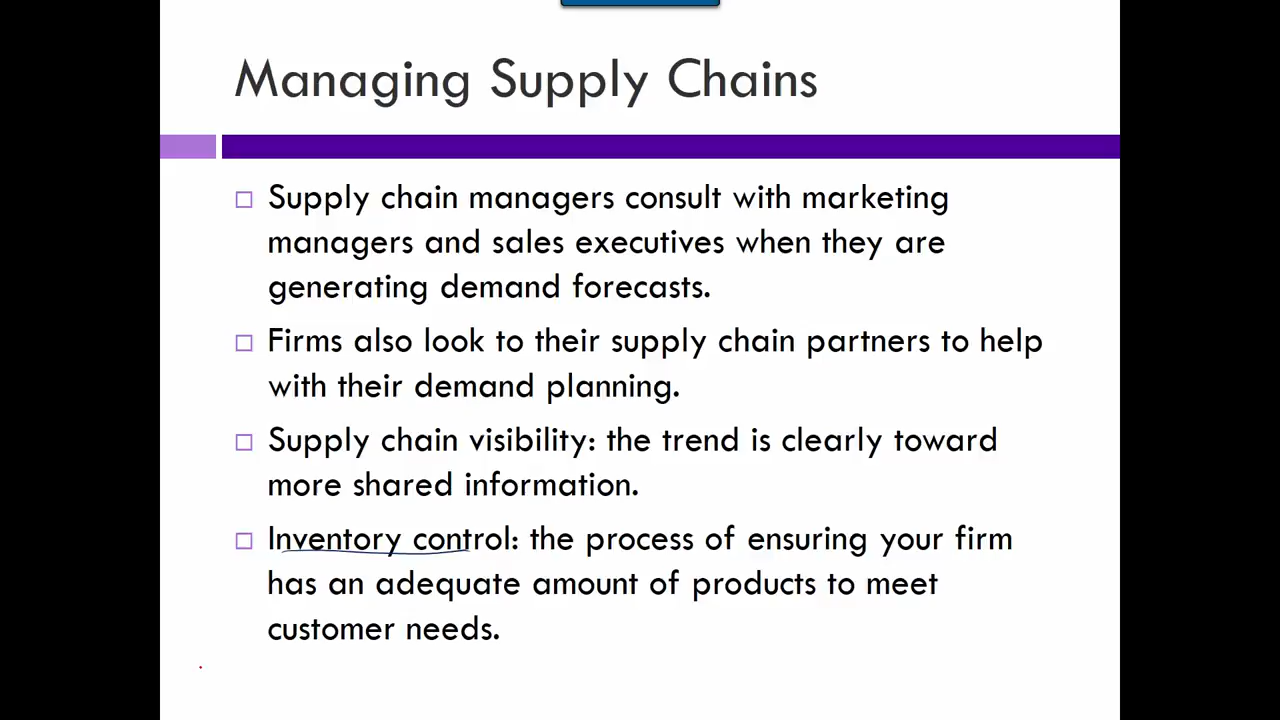 Managing Supply Chains
Supply chain managers consult with marketing
managers and sales executives when they are
generating demand forecasts.
Firms also look to their supply chain partners to help
with their demand planning.
Supply chain visibility: the trend is clearly toward
more shared information.
Inventory control: the process of ensuring your firm
has an adequate amount of products to meet
customer needs.